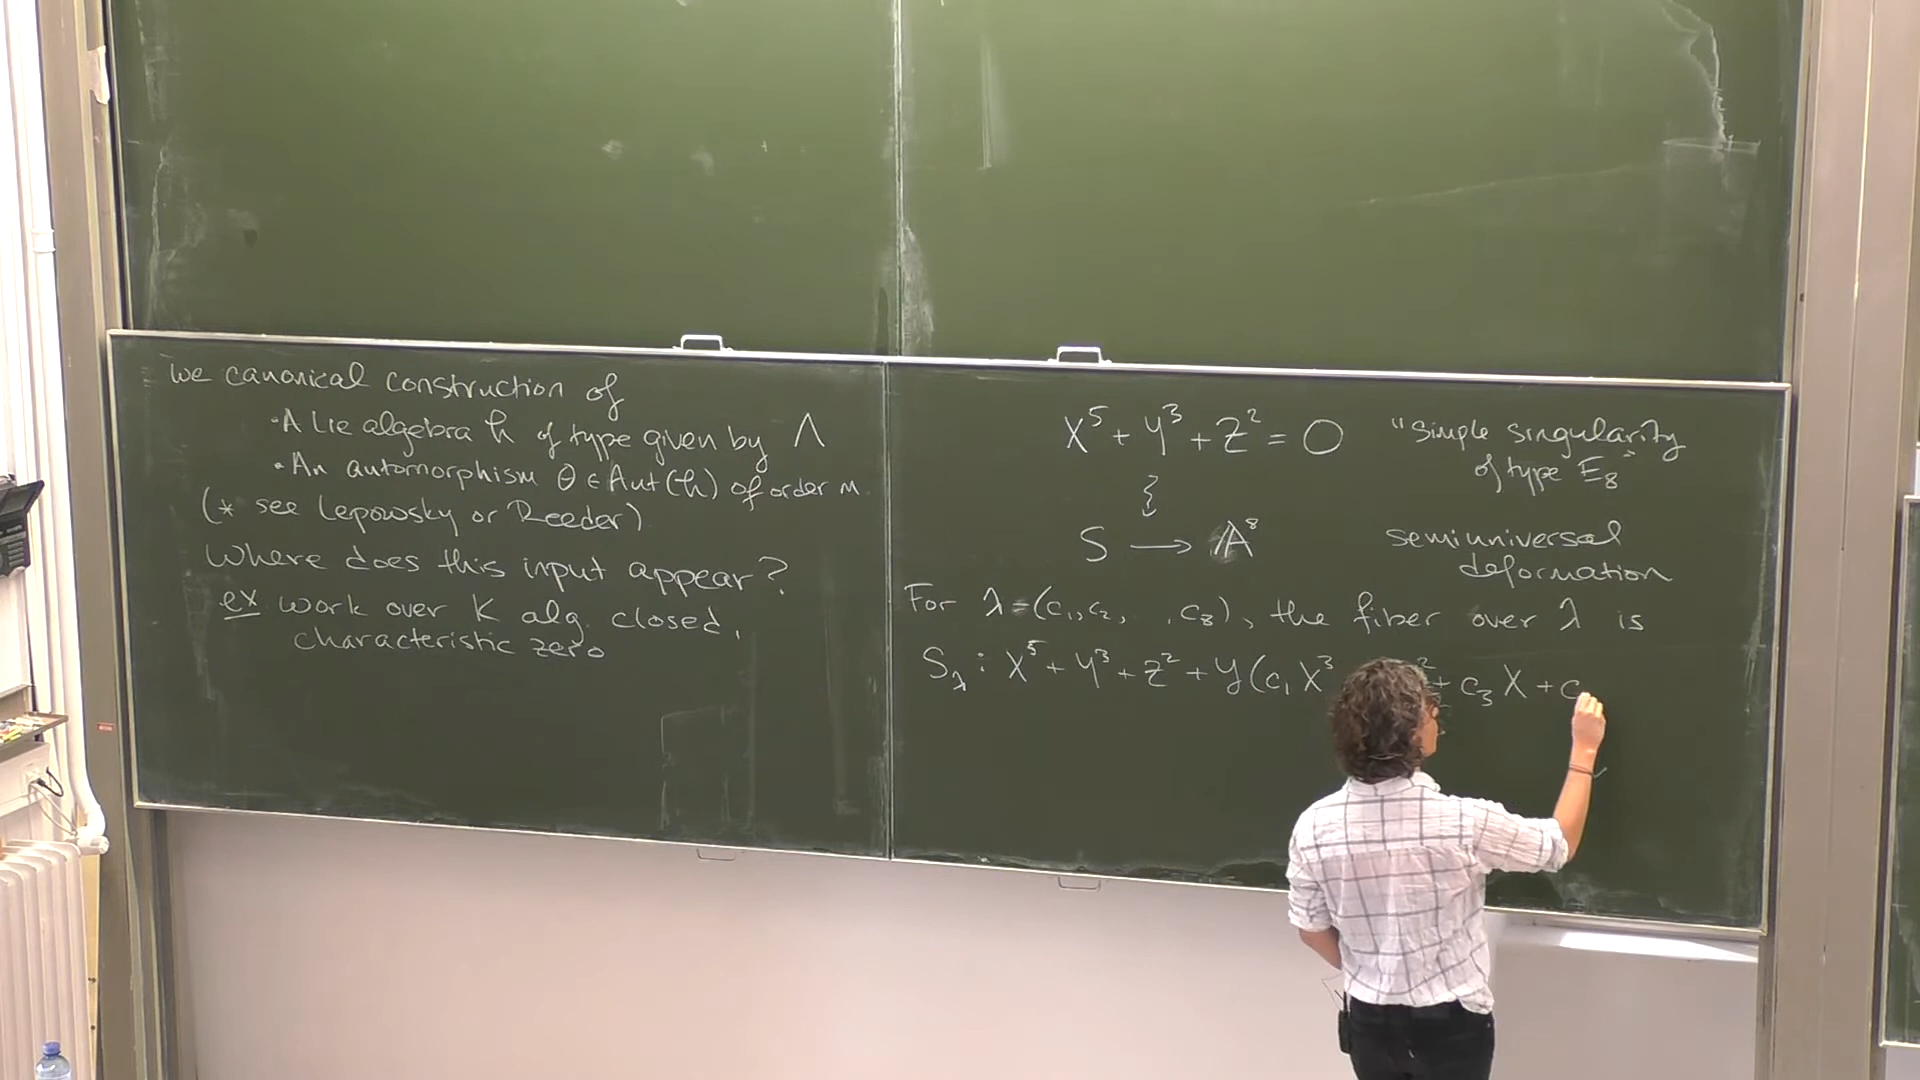 we canonical construction of
• A Lie algebra h of type given by Λ
• An automorphism θ ∈ Aut(h) of order m.
(* see Lepowsky or Reeder)
Where does this input appear?
ex work over K alg. closed,
characteristic zero
X⁵ + Y³ + Z² = 0 "Simple singularity
of type E₈"
S → 𝔸⁸ semiuniversal
deformation
For λ = (c₁, c₂, , c₈), the fiber over λ is
S_λ : X⁵ + Y³ + Z² + Y(c₁X³ ² + c₃X + c